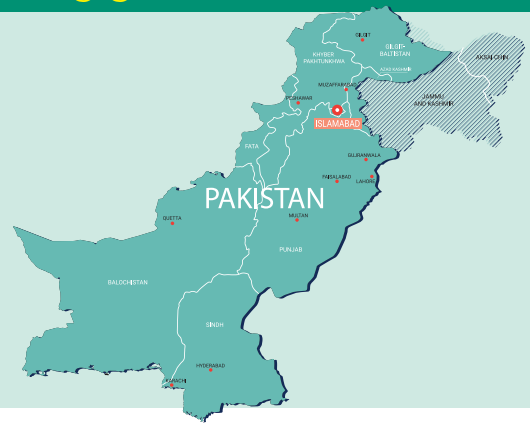 GILGIT
GILGIT-
BALTISTAN
KHYBER
PAKHTUNKHWA
AKSAI CHIN
AZAD KASHMIR
MUZAFFARABAD
PESHAWAR
JAMMU
AND KASHMIR
ISLAMABAD
FATA
GUJRANWALA
FAISALABAD
LAHORE
PAKISTAN
QUETTA
MULTAN
PUNJAB
BALOCHISTAN
SINDH
HYDERABAD
KARACHI